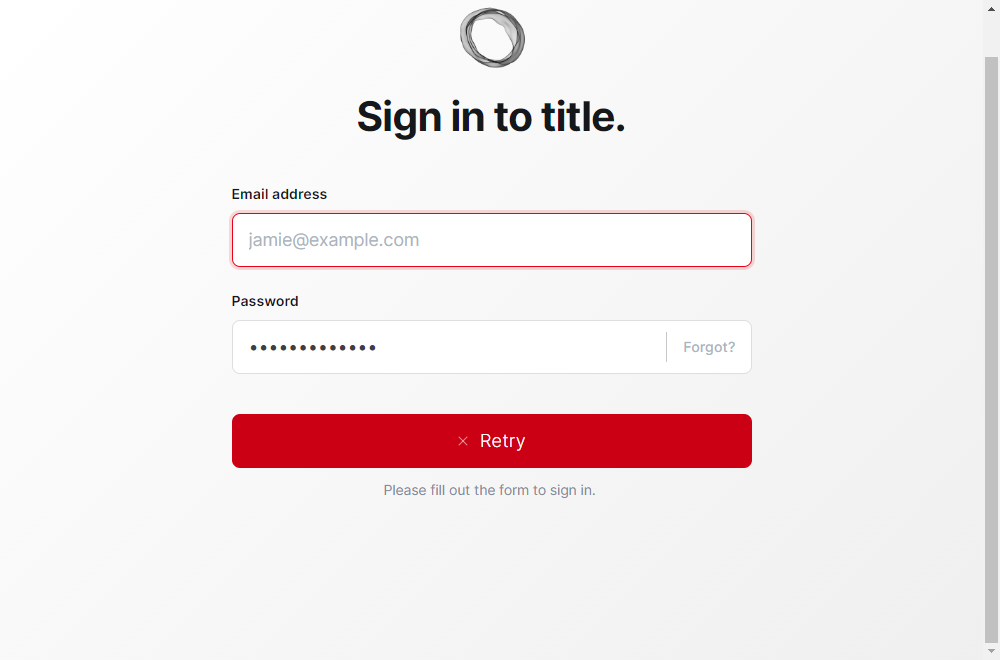 Sign in to title.
Email address
jamie@example.com
Password
•••••••••••••
Forgot?
Retry
Please fill out the form to sign in.